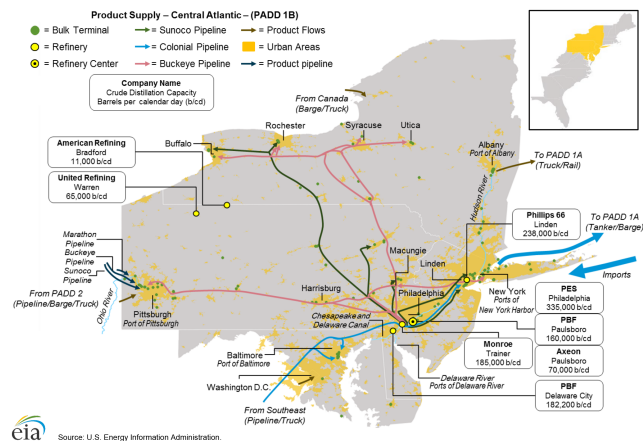 Product Supply – Central Atlantic – (PADD 1B)
= Bulk Terminal
= Sunoco Pipeline
= Product Flows
= Refinery
= Colonial Pipeline
= Urban Areas
= Refinery Center
= Buckeye Pipeline
= Product pipeline
Company Name
Crude Distilation Capacity
Barrels per calendar day (b/cd)
From Canada
(Barge/Truck)
Rochester
Syracuse
Utica
Buffalo
American Refining
Bradford
11,000 b/cd
Albany
Port of Albany
To PADD 1A
(Truck/Rail)
United Refining
Warren
65,000 b/cd
Hudson River
Phillips 66
Linden
238,000 b/cd
To PADD 1A
(Tanker/Barge)
Marathon
Pipeline
Buckeye
Pipeline
Sunoco
Pipeline
Macungie
Linden
Imports
From PADD 2
(Pipeline/Barge/Truck)
Ohio River
Pittsburgh
Port of Pittsburgh
Harrisburg
Philadelphia
New York
Ports of
New York Harbor
PES
Philadelphia
335,000 b/cd
Chesapeake and
Delaware Canal
PBF
Paulsboro
160,000 b/cd
Baltimore
Port of Baltimore
Monroe
Trainer
185,000 b/cd
Axeon
Paulsboro
70,000 b/cd
Washington D.C.
Delaware River
Ports of Delaware River
PBF
Delaware City
182,200 b/cd
From Southeast
(Pipeline/Truck)
eia
Source: U.S. Energy Information Administration.